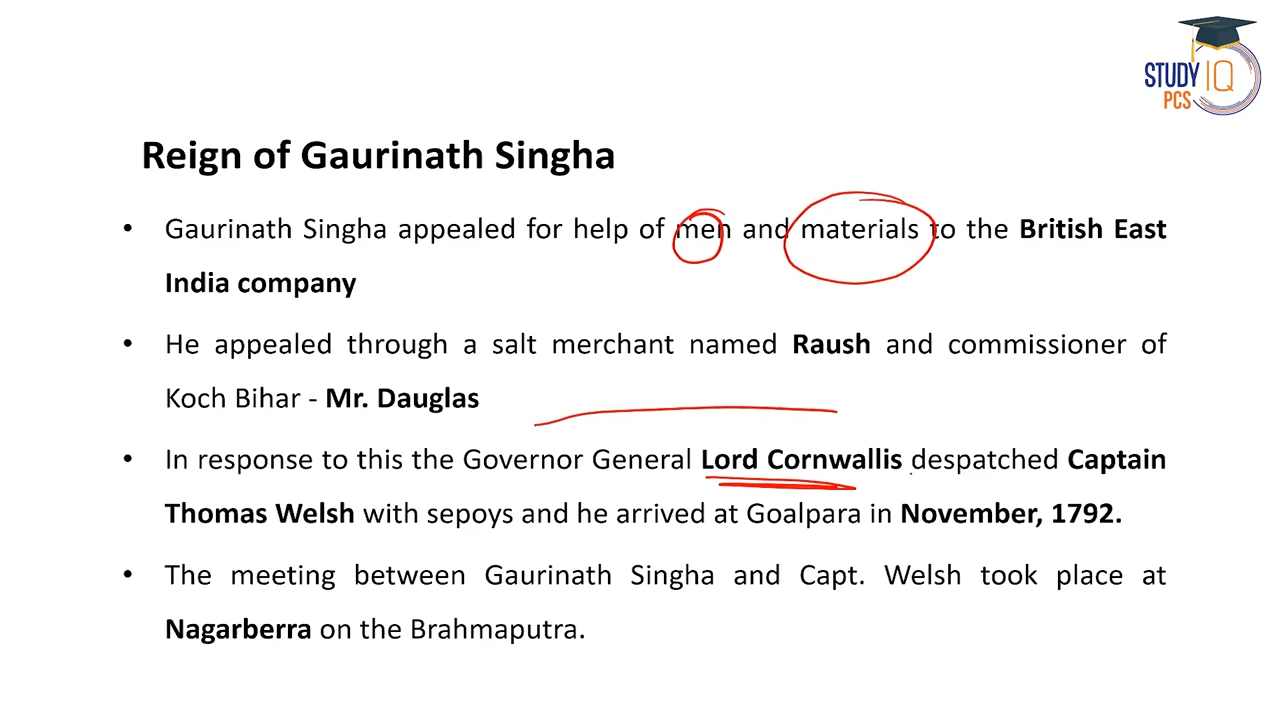 STUDY IQ
PCS
Reign of Gaurinath Singha
• Gaurinath Singha appealed for help of men and materials to the British East
India company
• He appealed through a salt merchant named Raush and commissioner of
Koch Bihar - Mr. Dauglas
• In response to this the Governor General Lord Cornwallis despatched Captain
Thomas Welsh with sepoys and he arrived at Goalpara in November, 1792.
• The meeting between Gaurinath Singha and Capt. Welsh took place at
Nagarberra on the Brahmaputra.